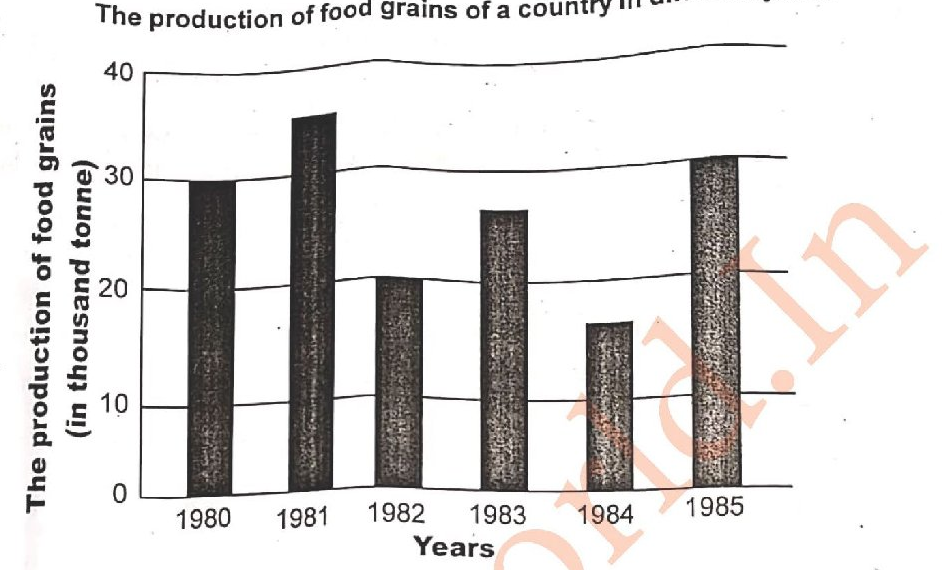 The production of food grains of a country in
The production of food grains
(in thousand tonne)
40
30
20
10
0
1980 1981 1982 1983 1984 1985
Years